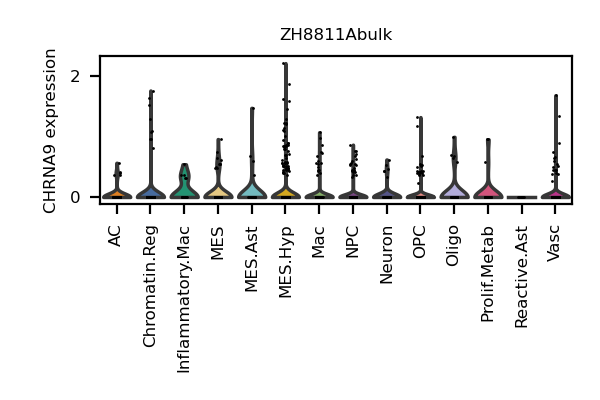 ZH8811Abulk
CHRNA9 expression
2
0
AC
Chromatin.Reg
Inflammatory.Mac
MES
MES.Ast
MES.Hyp
Mac
NPC
Neuron
OPC
Oligo
Prolif.Metab
Reactive.Ast
Vasc